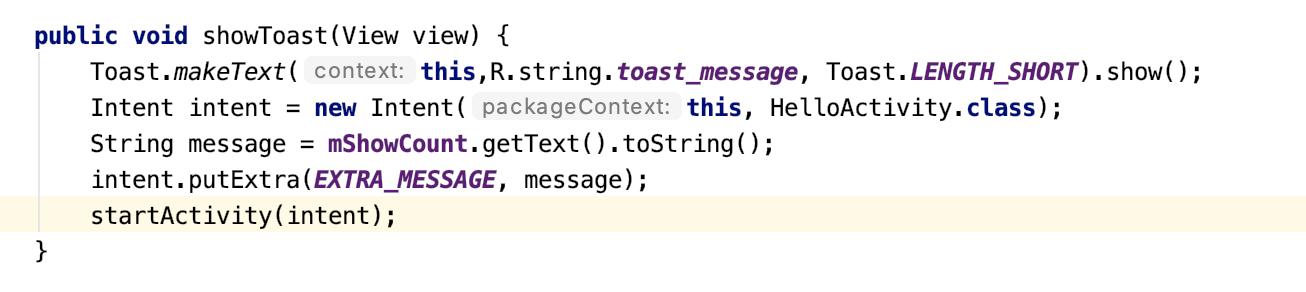 public void showToast(View view) {
Toast.makeText( context: this,R.string.toast_message, Toast.LENGTH_SHORT).show();
Intent intent = new Intent( packageContext: this, HelloActivity.class);
String message = mShowCount.getText().toString();
intent.putExtra(EXTRA_MESSAGE, message);
startActivity(intent);
}